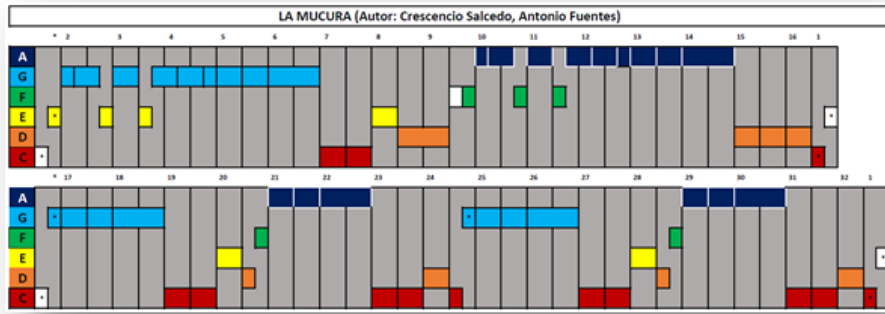 LA MUCURA (Autor: Crescencio Salcedo, Antonio Fuentes)
* 2 3 4 5 6 7 8 9 10 11 12 13 14 15 16 1
A
G
F
E * *
D
C * *
* 17 18 19 20 21 22 23 24 25 26 27 28 29 30 31 32 1
A
G * *
F
E *
D
C * *